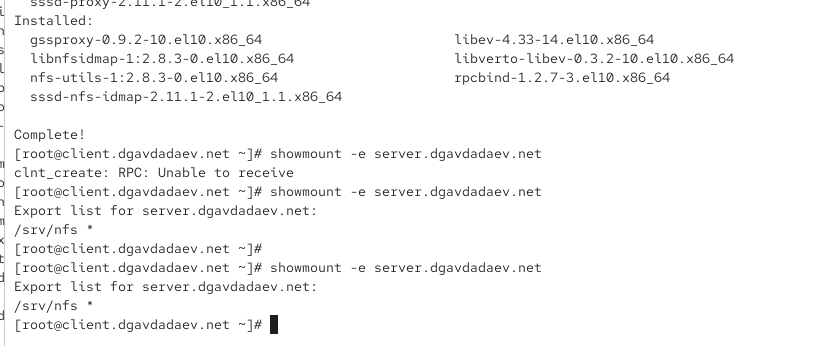 sssd-proxy-2.11.1-2.el10_1.1.x86_64
Installed:
gssproxy-0.9.2-10.el10.x86_64 libev-4.33-14.el10.x86_64
libnfsidmap-1:2.8.3-0.el10.x86_64 libverto-libev-0.3.2-10.el10.x86_64
nfs-utils-1:2.8.3-0.el10.x86_64 rpcbind-1.2.7-3.el10.x86_64
sssd-nfs-idmap-2.11.1-2.el10_1.1.x86_64
Complete!
[root@client.dgavdadaev.net ~]# showmount -e server.dgavdadaev.net
clnt_create: RPC: Unable to receive
[root@client.dgavdadaev.net ~]# showmount -e server.dgavdadaev.net
Export list for server.dgavdadaev.net:
/srv/nfs *
[root@client.dgavdadaev.net ~]#
[root@client.dgavdadaev.net ~]# showmount -e server.dgavdadaev.net
Export list for server.dgavdadaev.net:
/srv/nfs *
[root@client.dgavdadaev.net ~]#